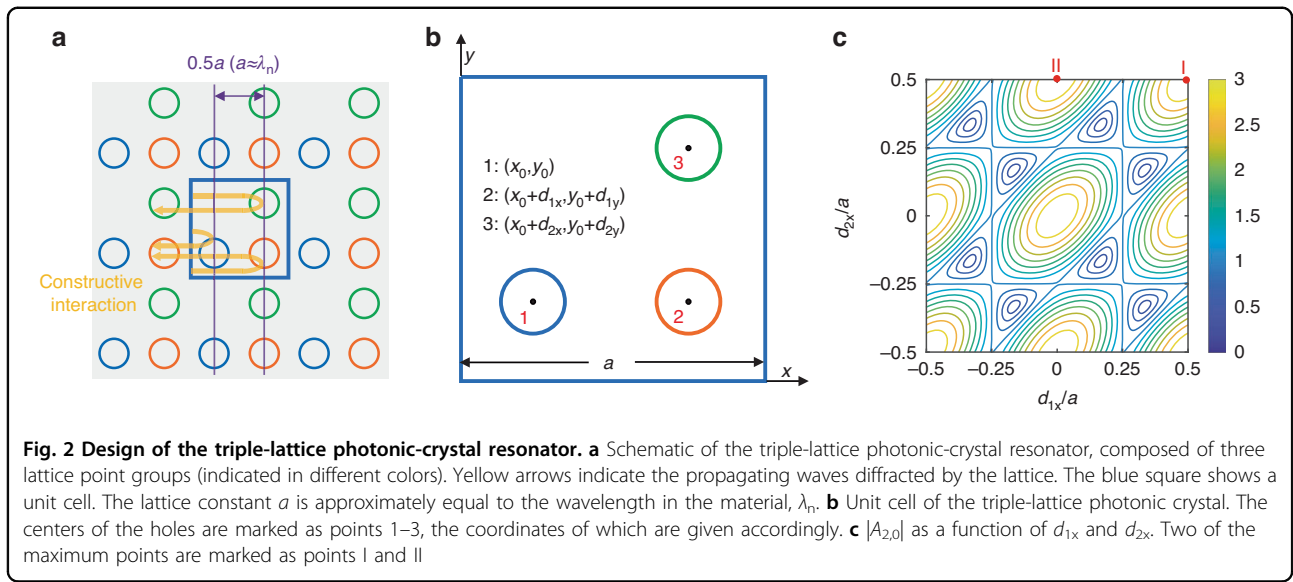 a
0.5a (a≈λn)
Constructive
interaction
b
y
1: (x0,y0)
2: (x0+d1x,y0+d1y)
3: (x0+d2x,y0+d2y)
3
1
2
a
x
c
II
I
0.5
0.25
0
−0.25
−0.5
d2x/a
−0.5
−0.25
0
0.25
0.5
d1x/a
3
2.5
2
1.5
1
0.5
0
Fig. 2 Design of the triple-lattice photonic-crystal resonator. a Schematic of the triple-lattice photonic-crystal resonator, composed of three
lattice point groups (indicated in different colors). Yellow arrows indicate the propagating waves diffracted by the lattice. The blue square shows a
unit cell. The lattice constant a is approximately equal to the wavelength in the material, λn. b Unit cell of the triple-lattice photonic crystal. The
centers of the holes are marked as points 1–3, the coordinates of which are given accordingly. c |A2,0| as a function of d1x and d2x. Two of the
maximum points are marked as points I and II